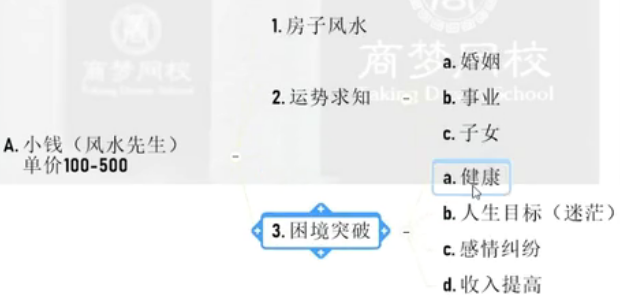 1. 房子风水
商梦网校
商梦网校
a. 婚姻
2. 运势求知
b. 事业
c. 子女
A. 小钱（风水先生）
单价100-500
a. 健康
3. 困境突破
b. 人生目标（迷茫）
c. 感情纠纷
d. 收入提高